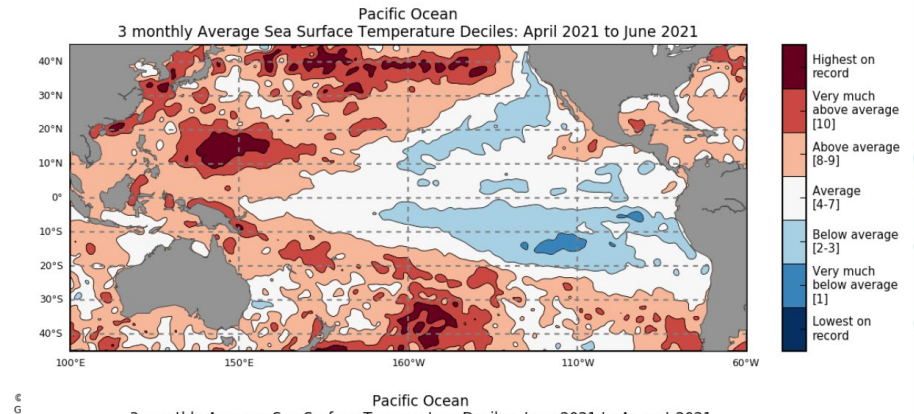 Pacific Ocean
3 monthly Average Sea Surface Temperature Deciles: April 2021 to June 2021
40°N
30°N
20°N
10°N
0°
10°S
20°S
30°S
40°S
100°E
150°E
160°W
110°W
60°W
Highest on
record
Very much
above average
[10]
Above average
[8-9]
Average
[4-7]
Below average
[2-3]
Very much
below average
[1]
Lowest on
record
©
G
Pacific Ocean